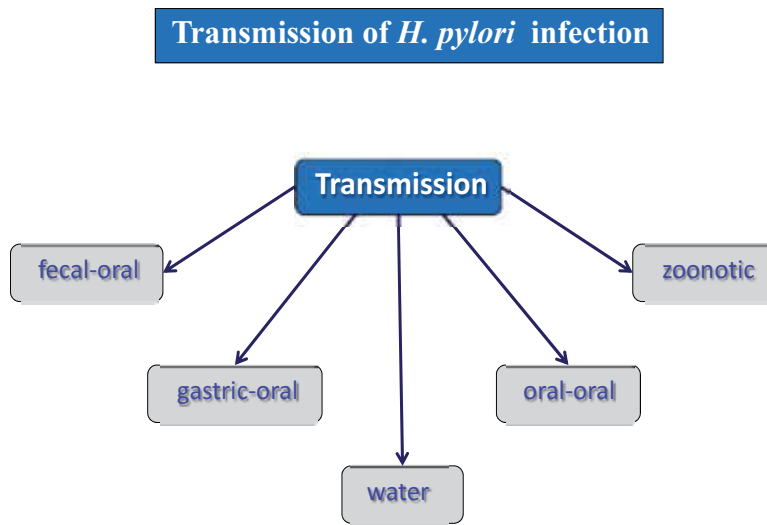 Transmission of H. pylori infection
Transmission
fecal-oral
zoonotic
gastric-oral
oral-oral
water